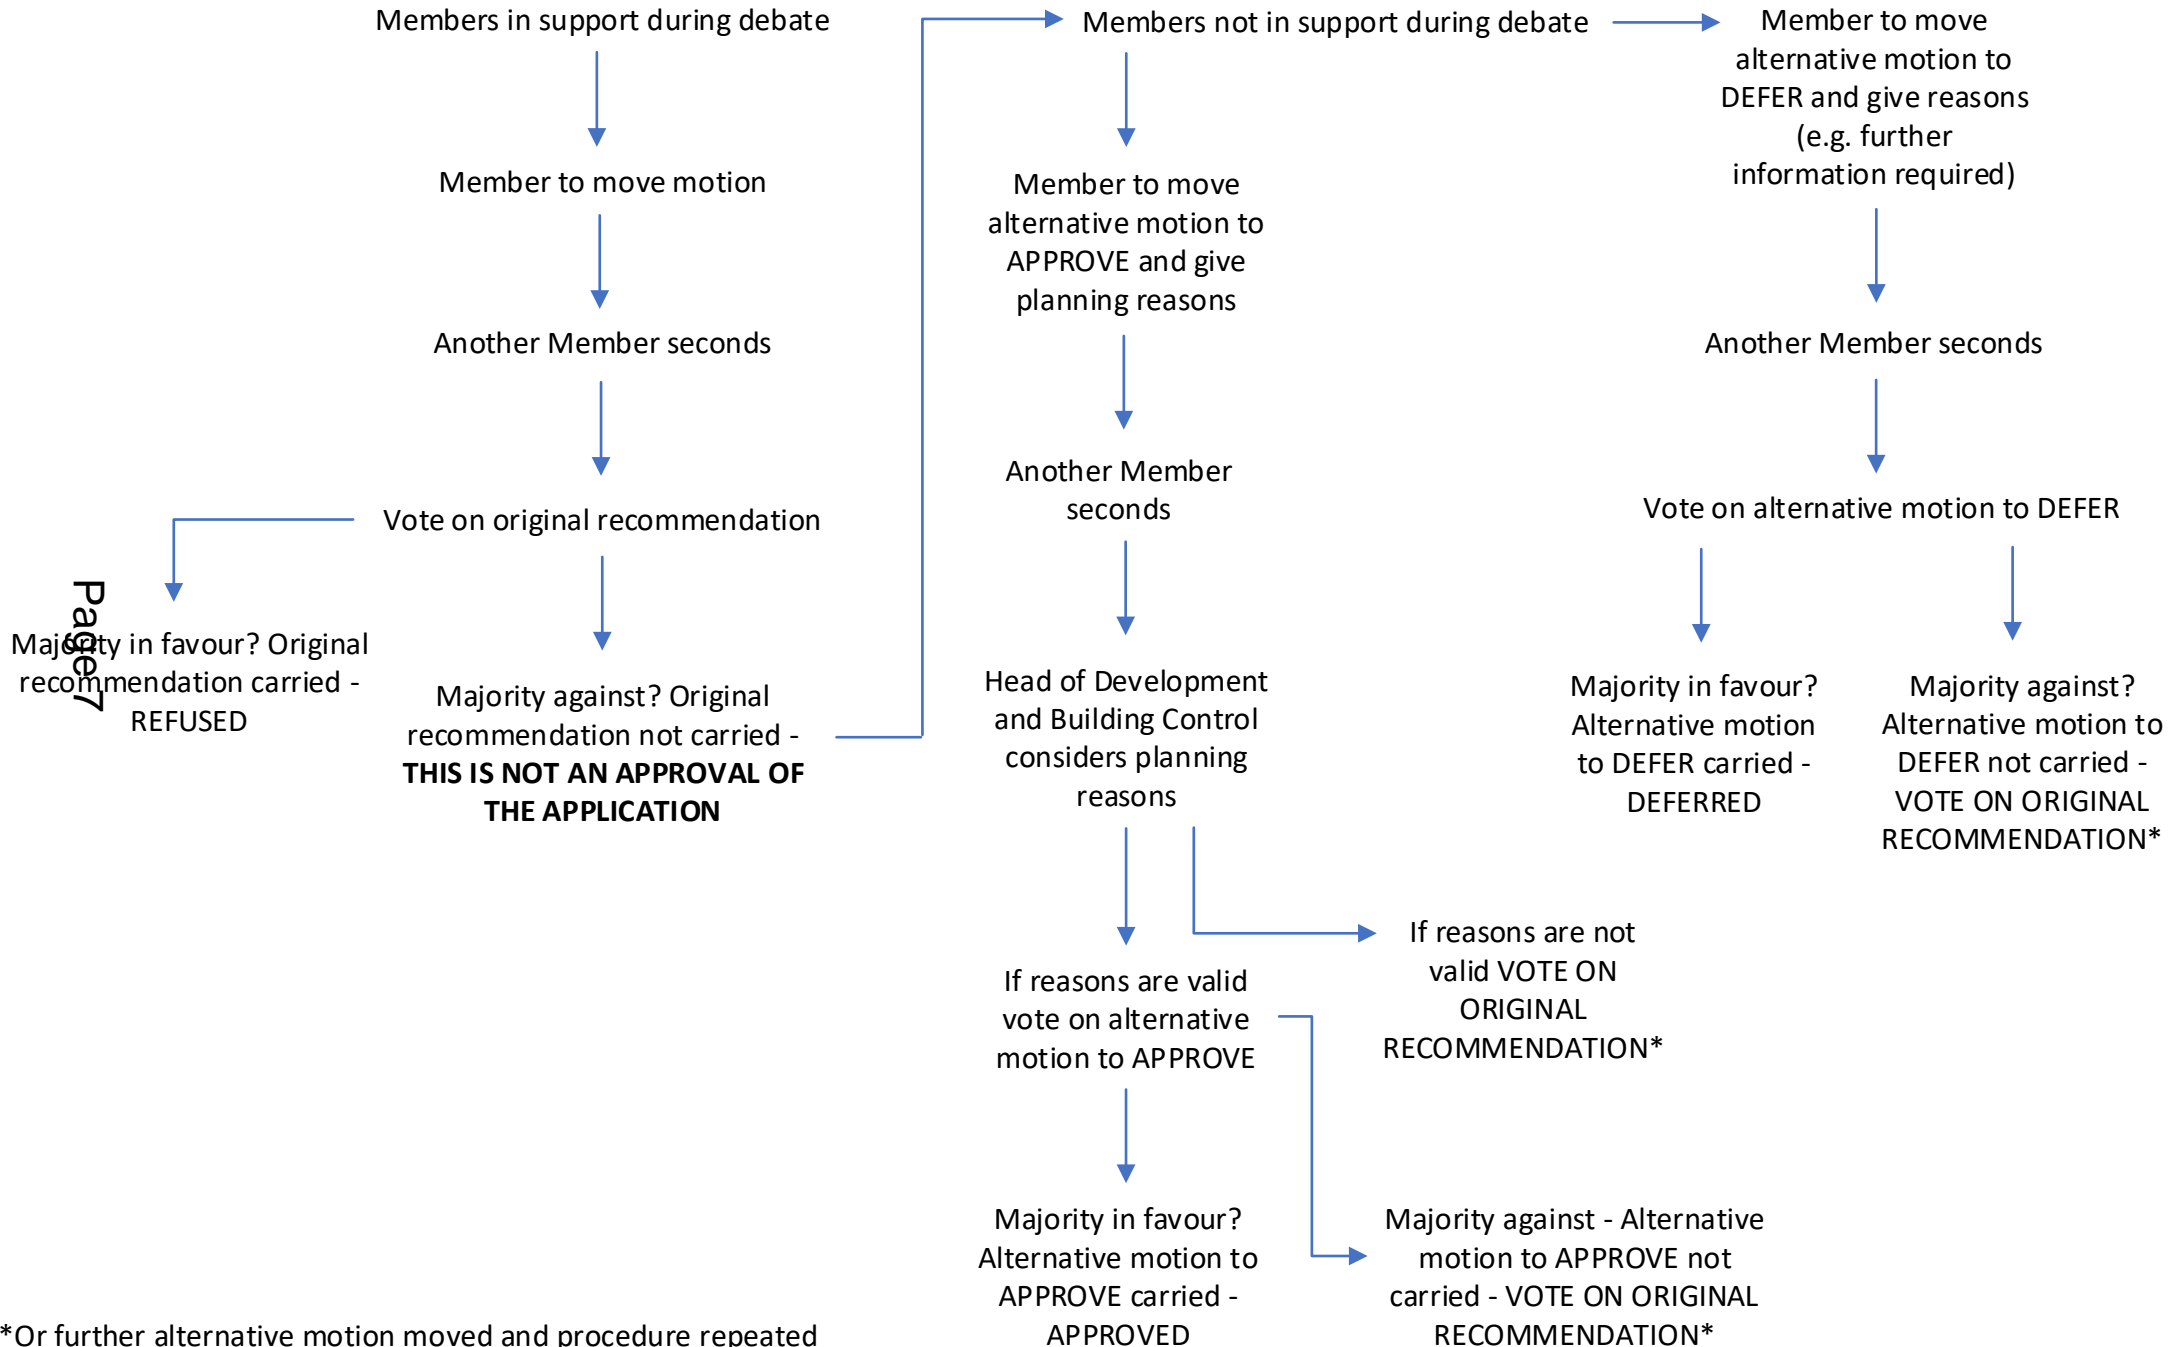 Members in support during debate
Member to move motion
Another Member seconds
Vote on original recommendation
Majority in favour? Original
recommendation carried -
REFUSED
Majority against? Original
recommendation not carried -
THIS IS NOT AN APPROVAL OF
THE APPLICATION
Members not in support during debate
Member to move
alternative motion to
APPROVE and give
planning reasons
Another Member
seconds
Head of Development
and Building Control
considers planning
reasons
If reasons are valid
vote on alternative
motion to APPROVE
If reasons are not
valid VOTE ON
ORIGINAL
RECOMMENDATION*
Majority in favour?
Alternative motion to
APPROVE carried -
APPROVED
Majority against - Alternative
motion to APPROVE not
carried - VOTE ON ORIGINAL
RECOMMENDATION*
Member to move
alternative motion to
DEFER and give reasons
(e.g. further
information required)
Another Member seconds
Vote on alternative motion to DEFER
Majority in favour?
Alternative motion
to DEFER carried -
DEFERRED
Majority against?
Alternative motion to
DEFER not carried -
VOTE ON ORIGINAL
RECOMMENDATION*
*Or further alternative motion moved and procedure repeated
Page 7